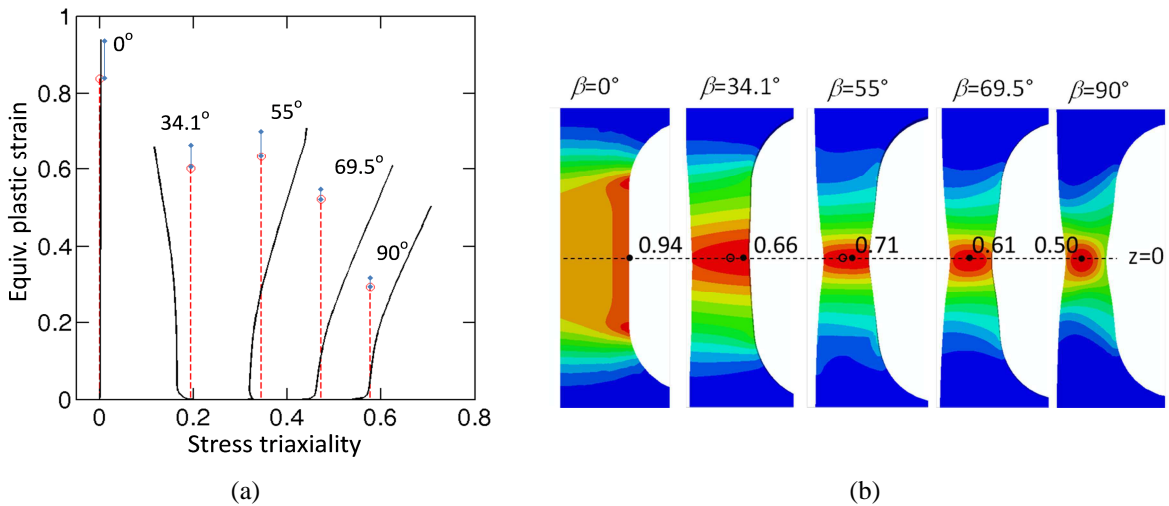 1
0.8
0.6
0.4
0.2
0
0 0.2 0.4 0.6 0.8
Equiv. plastic strain
Stress triaxiality
0°
34.1°
55°
69.5°
90°
(a)
β=0° β=34.1° β=55° β=69.5° β=90°
0.94 0.66 0.71 0.61 0.50 z=0
(b)